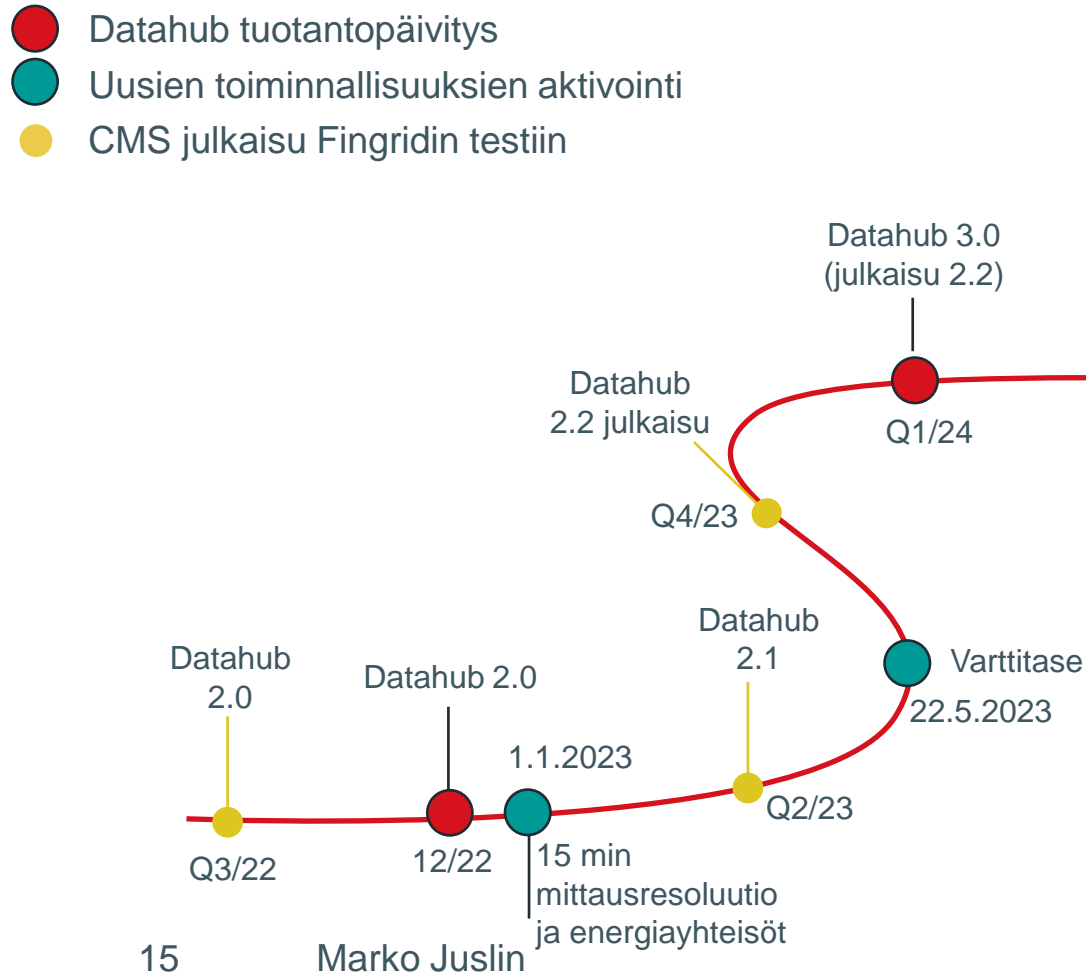 Datahub tuotantopäivitys
Uusien toiminnallisuuksien aktivointi
CMS julkaisu Fingridin testiin
Datahub 3.0
(julkaisu 2.2)
Q1/24
Datahub
2.2 julkaisu
Q4/23
Varttitase
22.5.2023
Datahub
2.1
Q2/23
Datahub
2.0
Q3/22
Datahub 2.0
12/22
1.1.2023
15 min
mittausresoluutio
ja energiayhteisöt
15
Marko Juslin